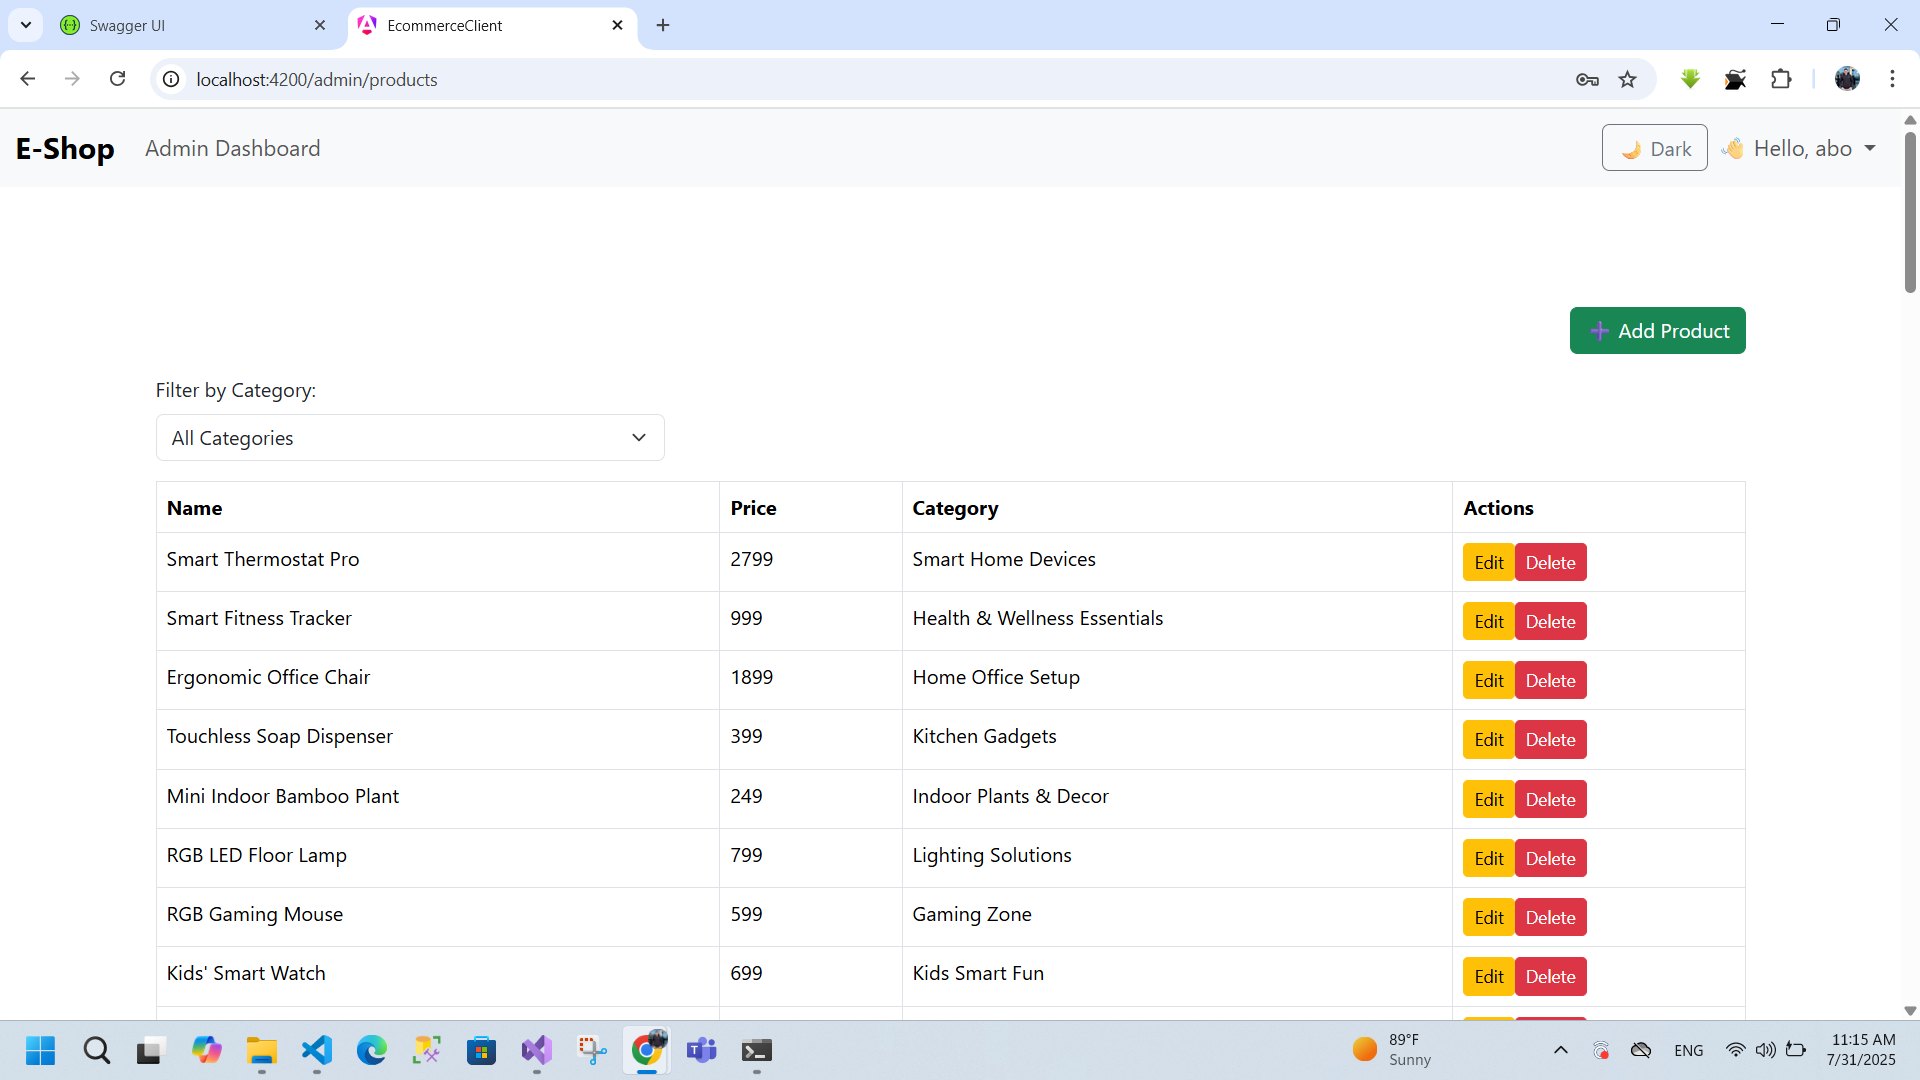 Swagger UI
EcommerceClient
localhost:4200/admin/products
E-Shop Admin Dashboard
🌙 Dark
👋 Hello, abo
➕ Add Product
Filter by Category:
All Categories
Name Price Category Actions
Smart Thermostat Pro 2799 Smart Home Devices Edit Delete
Smart Fitness Tracker 999 Health & Wellness Essentials Edit Delete
Ergonomic Office Chair 1899 Home Office Setup Edit Delete
Touchless Soap Dispenser 399 Kitchen Gadgets Edit Delete
Mini Indoor Bamboo Plant 249 Indoor Plants & Decor Edit Delete
RGB LED Floor Lamp 799 Lighting Solutions Edit Delete
RGB Gaming Mouse 599 Gaming Zone Edit Delete
Kids' Smart Watch 699 Kids Smart Fun Edit Delete
89°F
Sunny
ENG
11:15 AM
7/31/2025